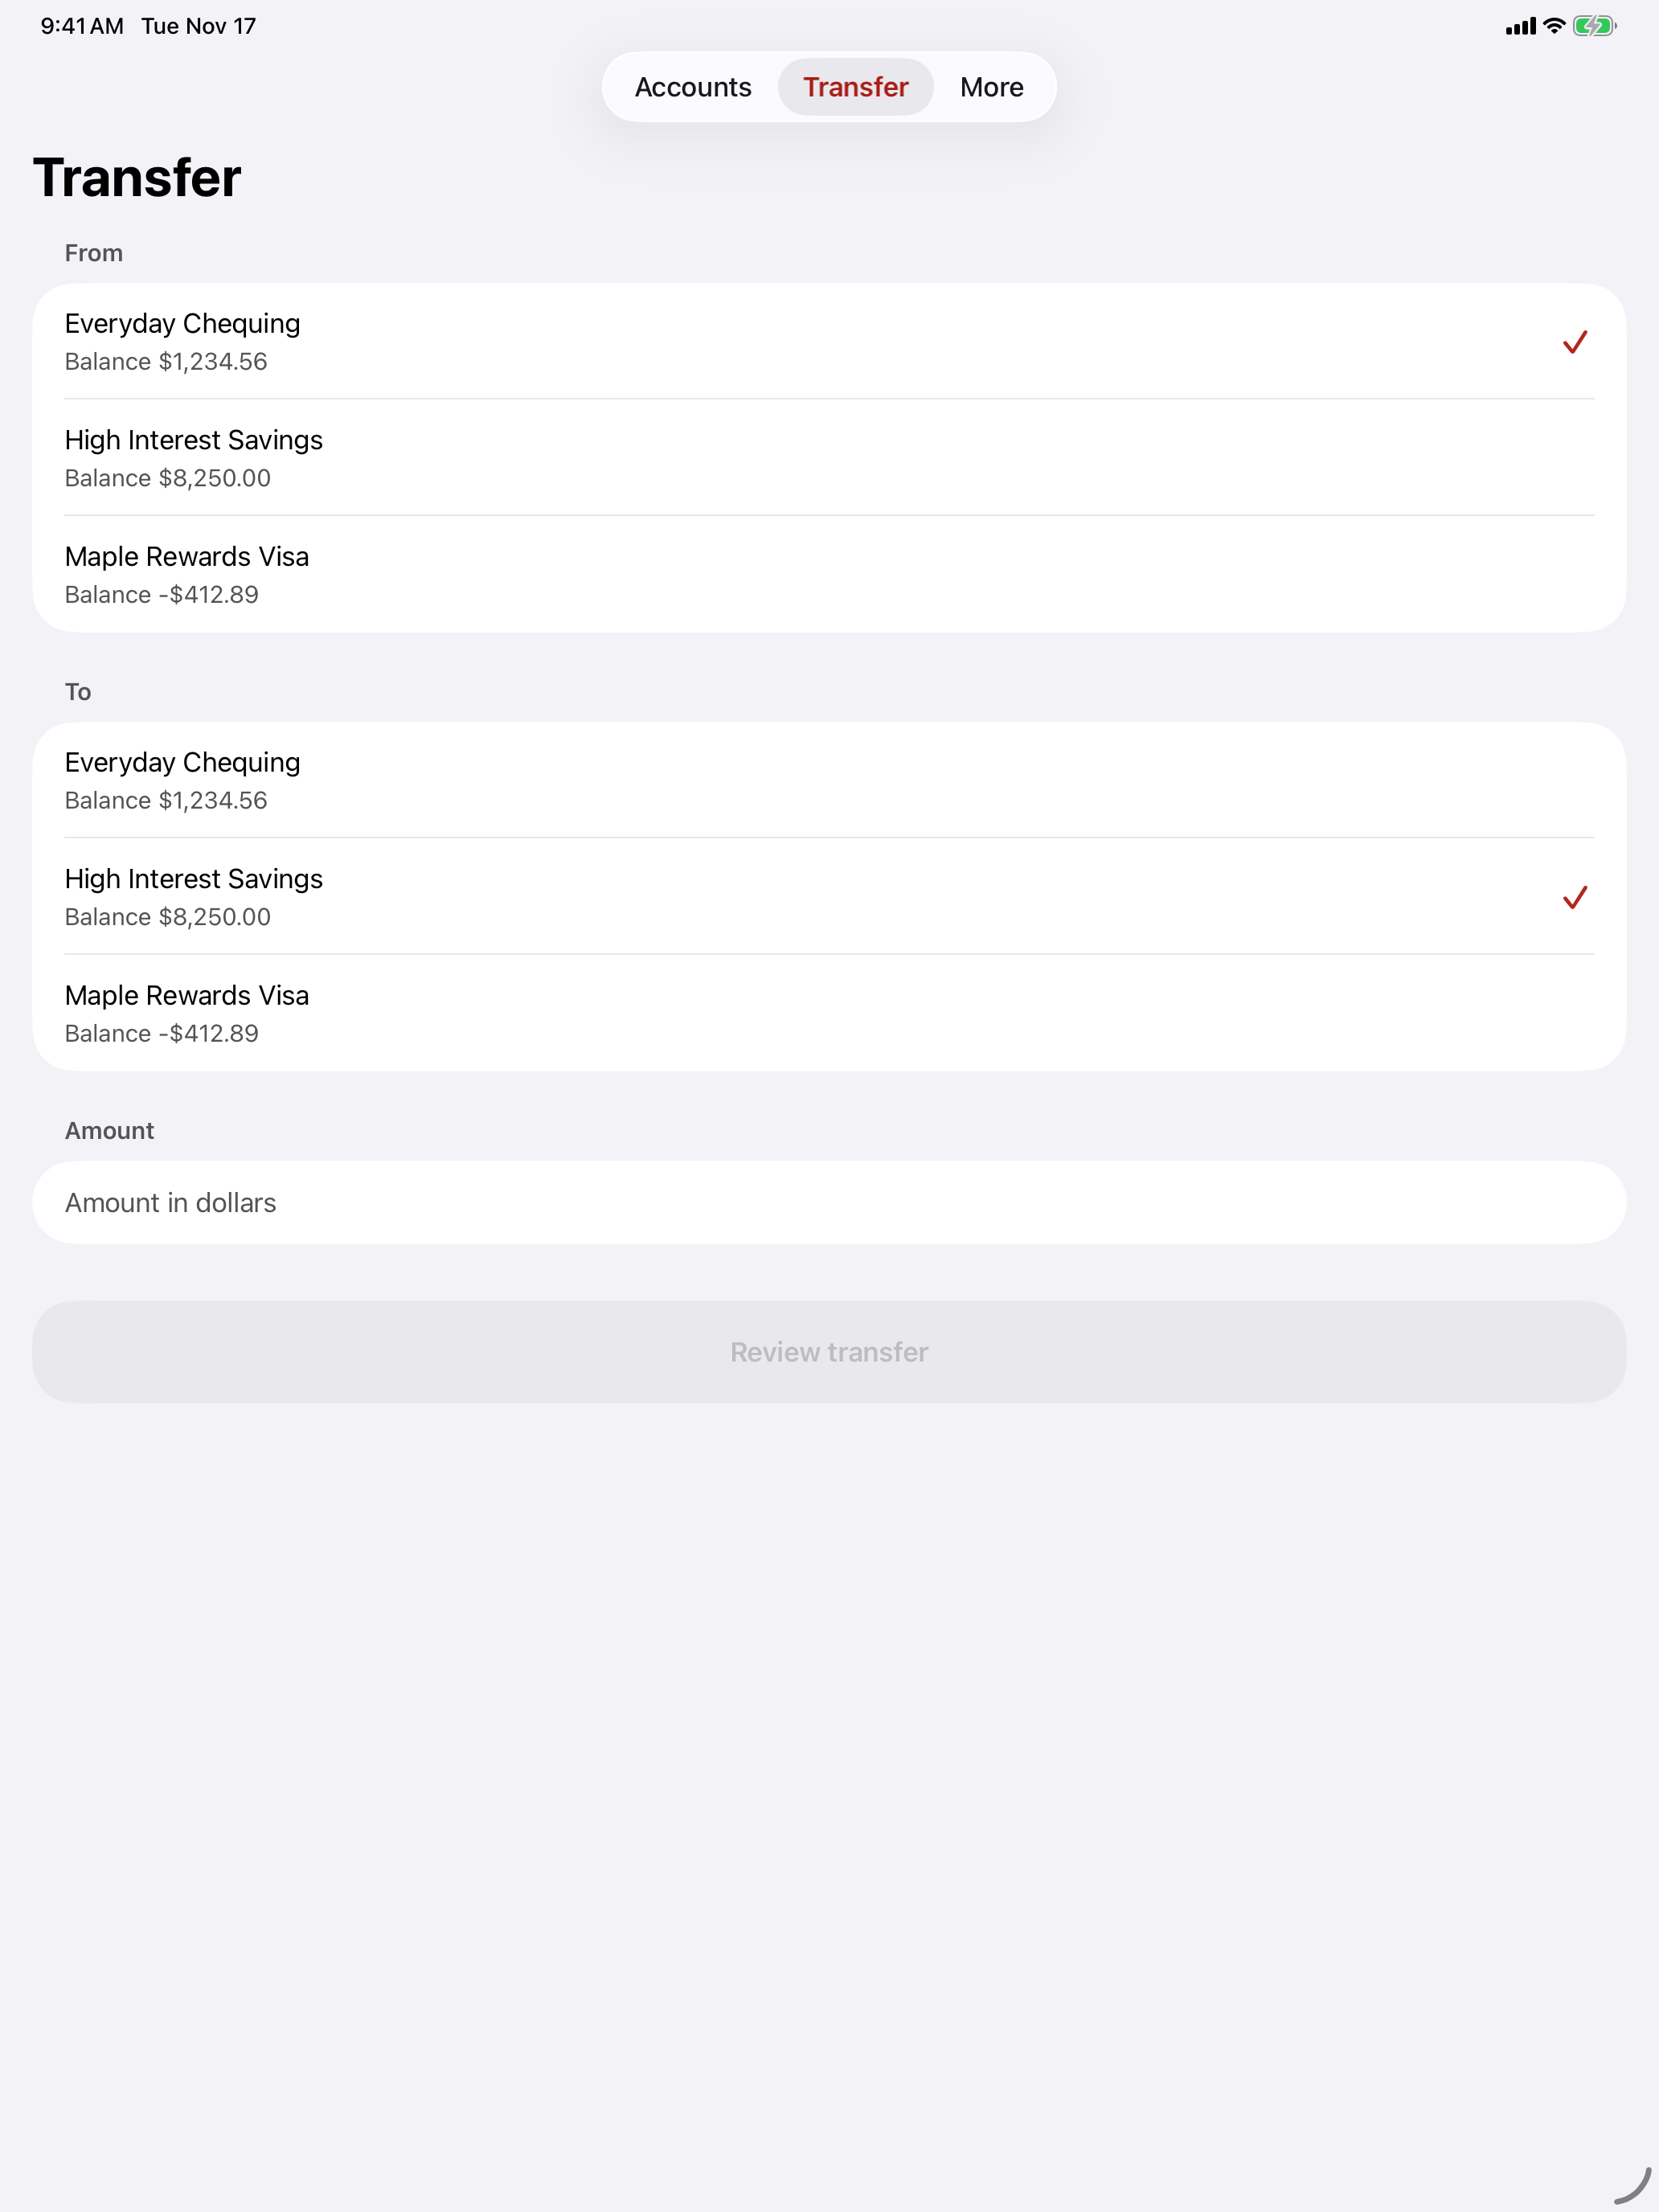 9:41 AM Tue Nov 17
Accounts Transfer More
Transfer
From
Everyday Chequing
Balance $1,234.56
High Interest Savings
Balance $8,250.00
Maple Rewards Visa
Balance -$412.89
To
Everyday Chequing
Balance $1,234.56
High Interest Savings
Balance $8,250.00
Maple Rewards Visa
Balance -$412.89
Amount
Amount in dollars
Review transfer